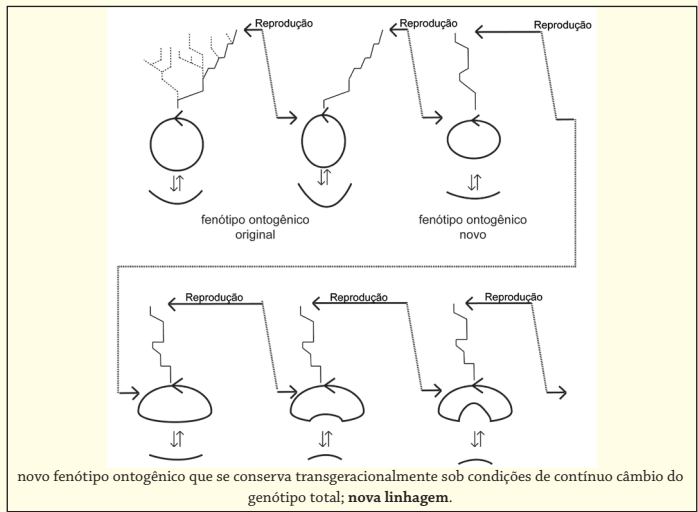 Reprodução
Reprodução
Reprodução
fenótipo ontogênico
original
fenótipo ontogênico
novo
Reprodução
Reprodução
Reprodução
novo fenótipo ontogênico que se conserva transgeracionalmente sob condições de contínuo câmbio do
genótipo total; nova linhagem.